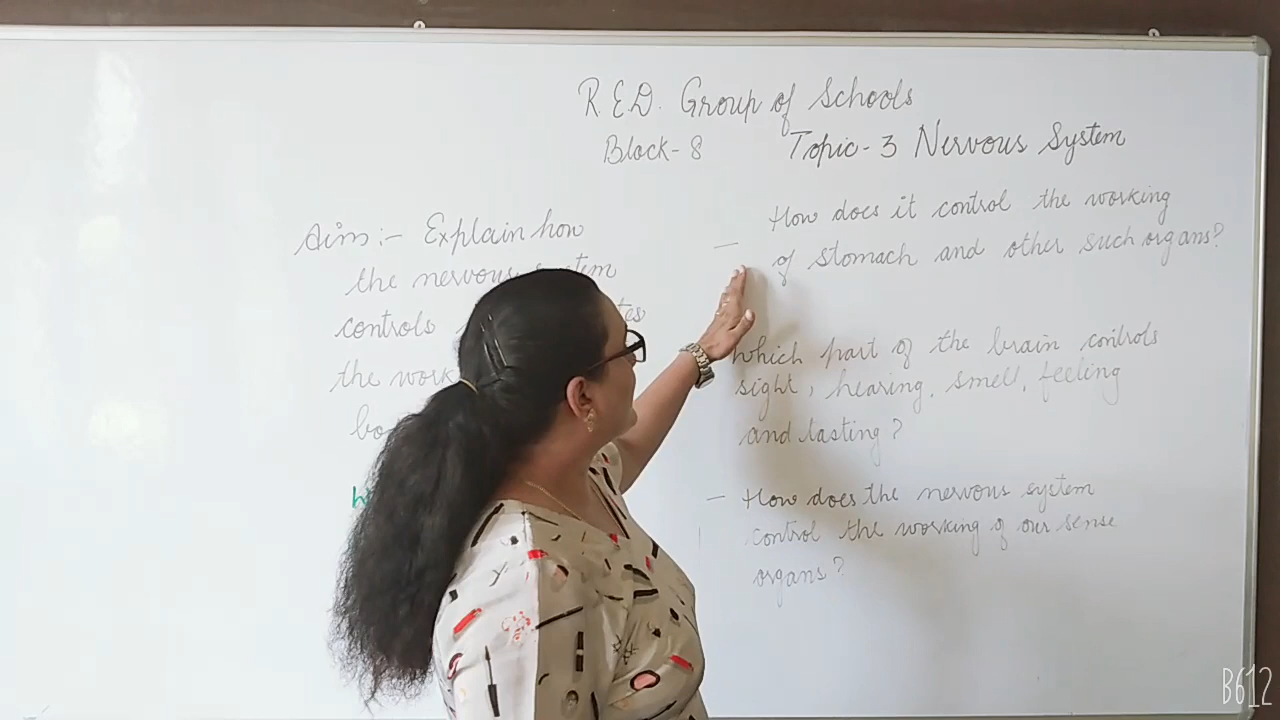 R.E.D. Group of Schools
Block-8 Topic-3 Nervous System
Aim:- Explain how
the nervous system
controls
the
- How does it control the working
of stomach and other such organs?
which part of the brain controls
sight, hearing, smell, feeling
and tasting?
- How does the nervous system
control the working of our sense
organs?
B612